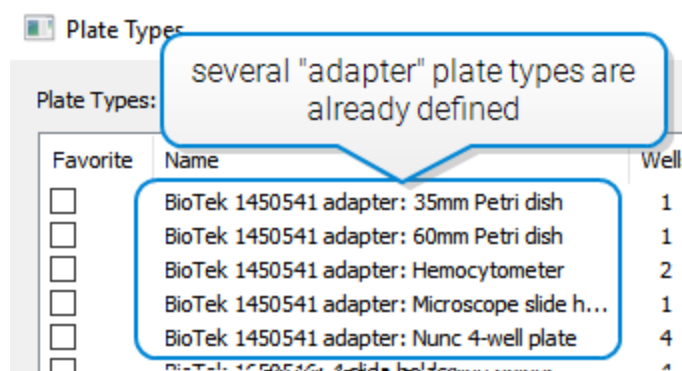 Plate Types
several "adapter" plate types are
already defined
Plate Types:
Favorite Name Well
BioTek 1450541 adapter: 35mm Petri dish 1
BioTek 1450541 adapter: 60mm Petri dish 1
BioTek 1450541 adapter: Hemocytometer 2
BioTek 1450541 adapter: Microscope slide h... 1
BioTek 1450541 adapter: Nunc 4-well plate 4